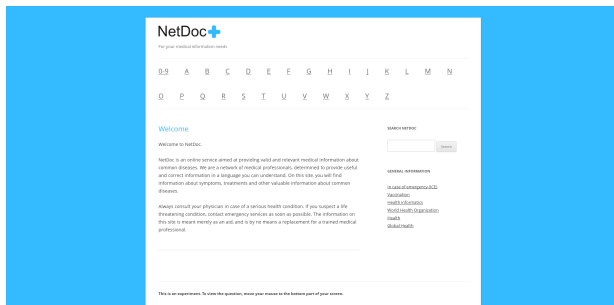 NetDoc
For your medical information needs
0-9 A B C D E F G H I J K L M N
O P Q R S T U V W X Y Z
Welcome
Welcome to NetDoc.
NetDoc is an online service aimed at providing valid and relevant medical information about
common diseases. We are a network of medical professionals, determined to provide useful
and correct information in a language you can understand. On this site, you will find
information about symptoms, treatments and other valuable information about common
diseases.
Always consult your physician in case of a serious health condition. If you suspect a life
threatening condition, contact emergency services as soon as possible. The information on
this site is meant merely as an aid, and is by no means a replacement for a trained medical
professional.
SEARCH NETDOC
Search
GENERAL INFORMATION
In case of emergency (ICE)
Vaccination
Health Informatics
World Health Organization
Health
Global Health
This is an experiment. To view the question, move your mouse to the bottom part of your screen.